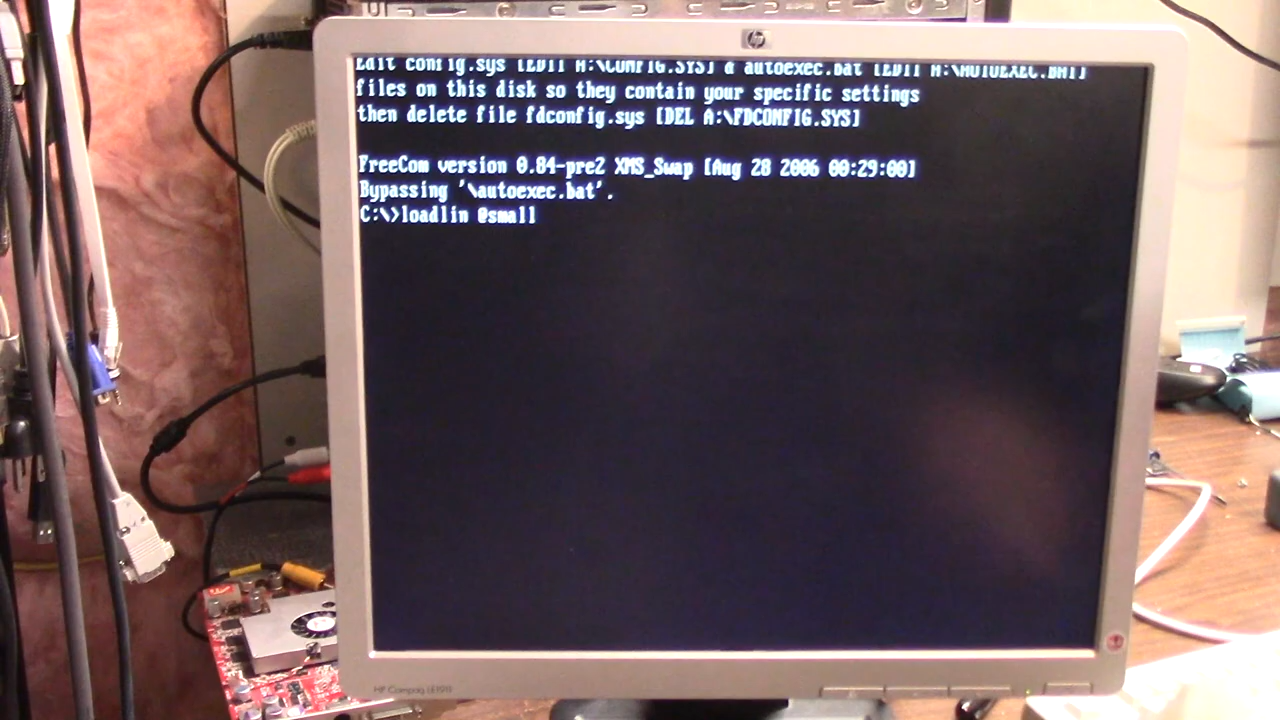 hp
Edit config.sys [EDIT A:\CONFIG.SYS] & autoexec.bat [EDIT A:\AUTOEXEC.BAT]
files on this disk so they contain your specific settings
then delete file fdconfig.sys [DEL A:\FDCONFIG.SYS]
FreeCom version 0.84-pre2 XMS_Swap [Aug 28 2006 00:29:00]
Bypassing '\autoexec.bat'.
C:\>loadlin @small
HP Compaq LE1911